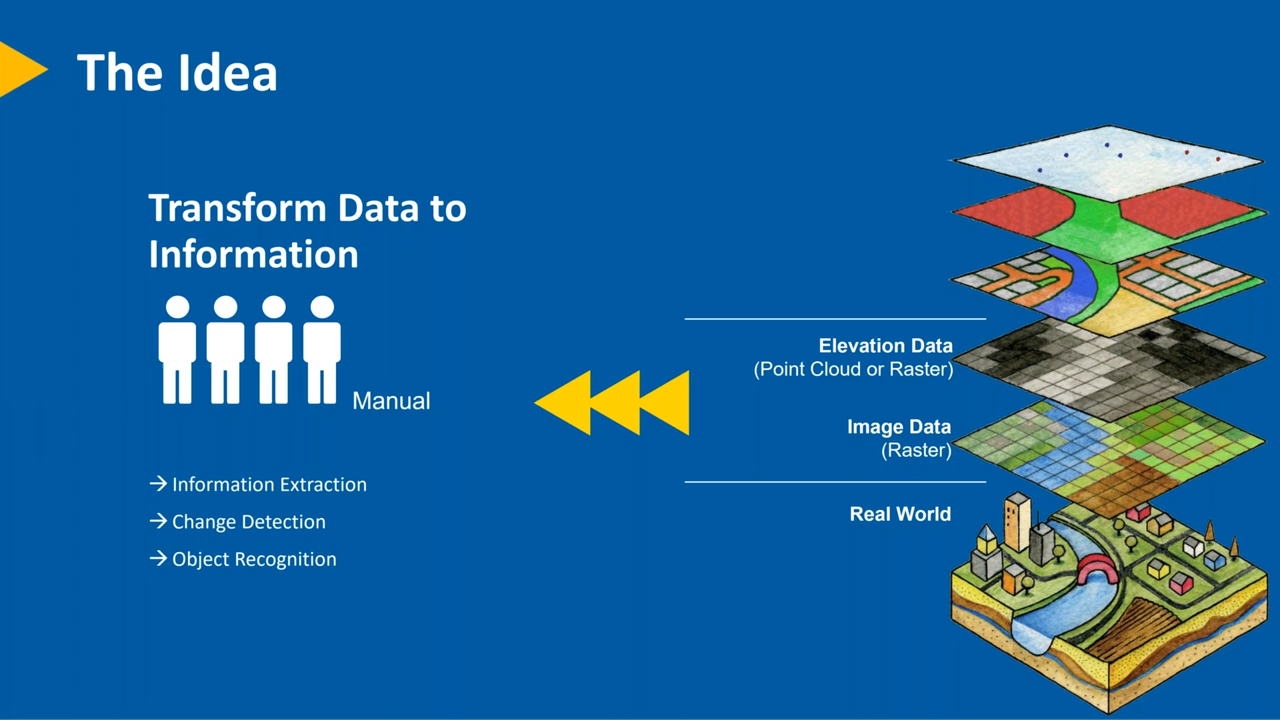 The Idea
Transform Data to
Information
Manual
→ Information Extraction
→ Change Detection
→ Object Recognition
Elevation Data
(Point Cloud or Raster)
Image Data
(Raster)
Real World